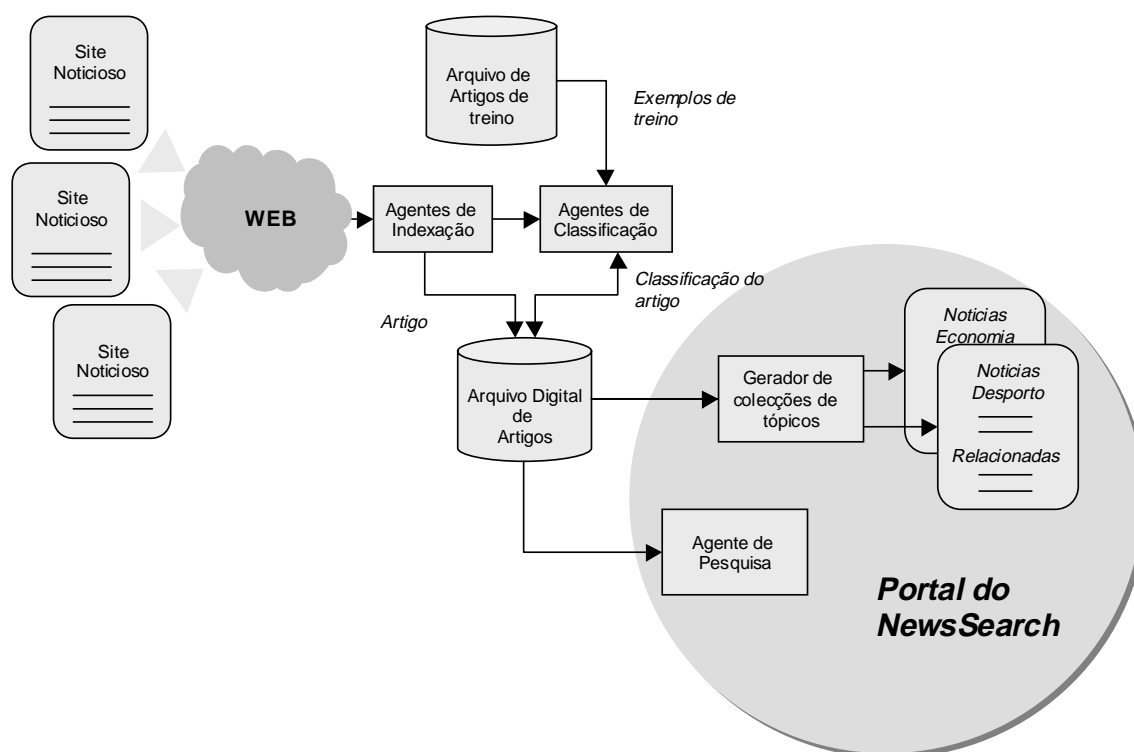 Site
Noticioso
Site
Noticioso
Site
Noticioso
WEB
Arquivo de
Artigos de
treino
Exemplos de
treino
Agentes de
Indexação
Agentes de
Classificação
Artigo
Classificação do
artigo
Arquivo Digital
de
Artigos
Gerador de
colecções de
tópicos
Noticias
Economia
Noticias
Desporto
Relacionadas
Agente de
Pesquisa
Portal do
NewsSearch